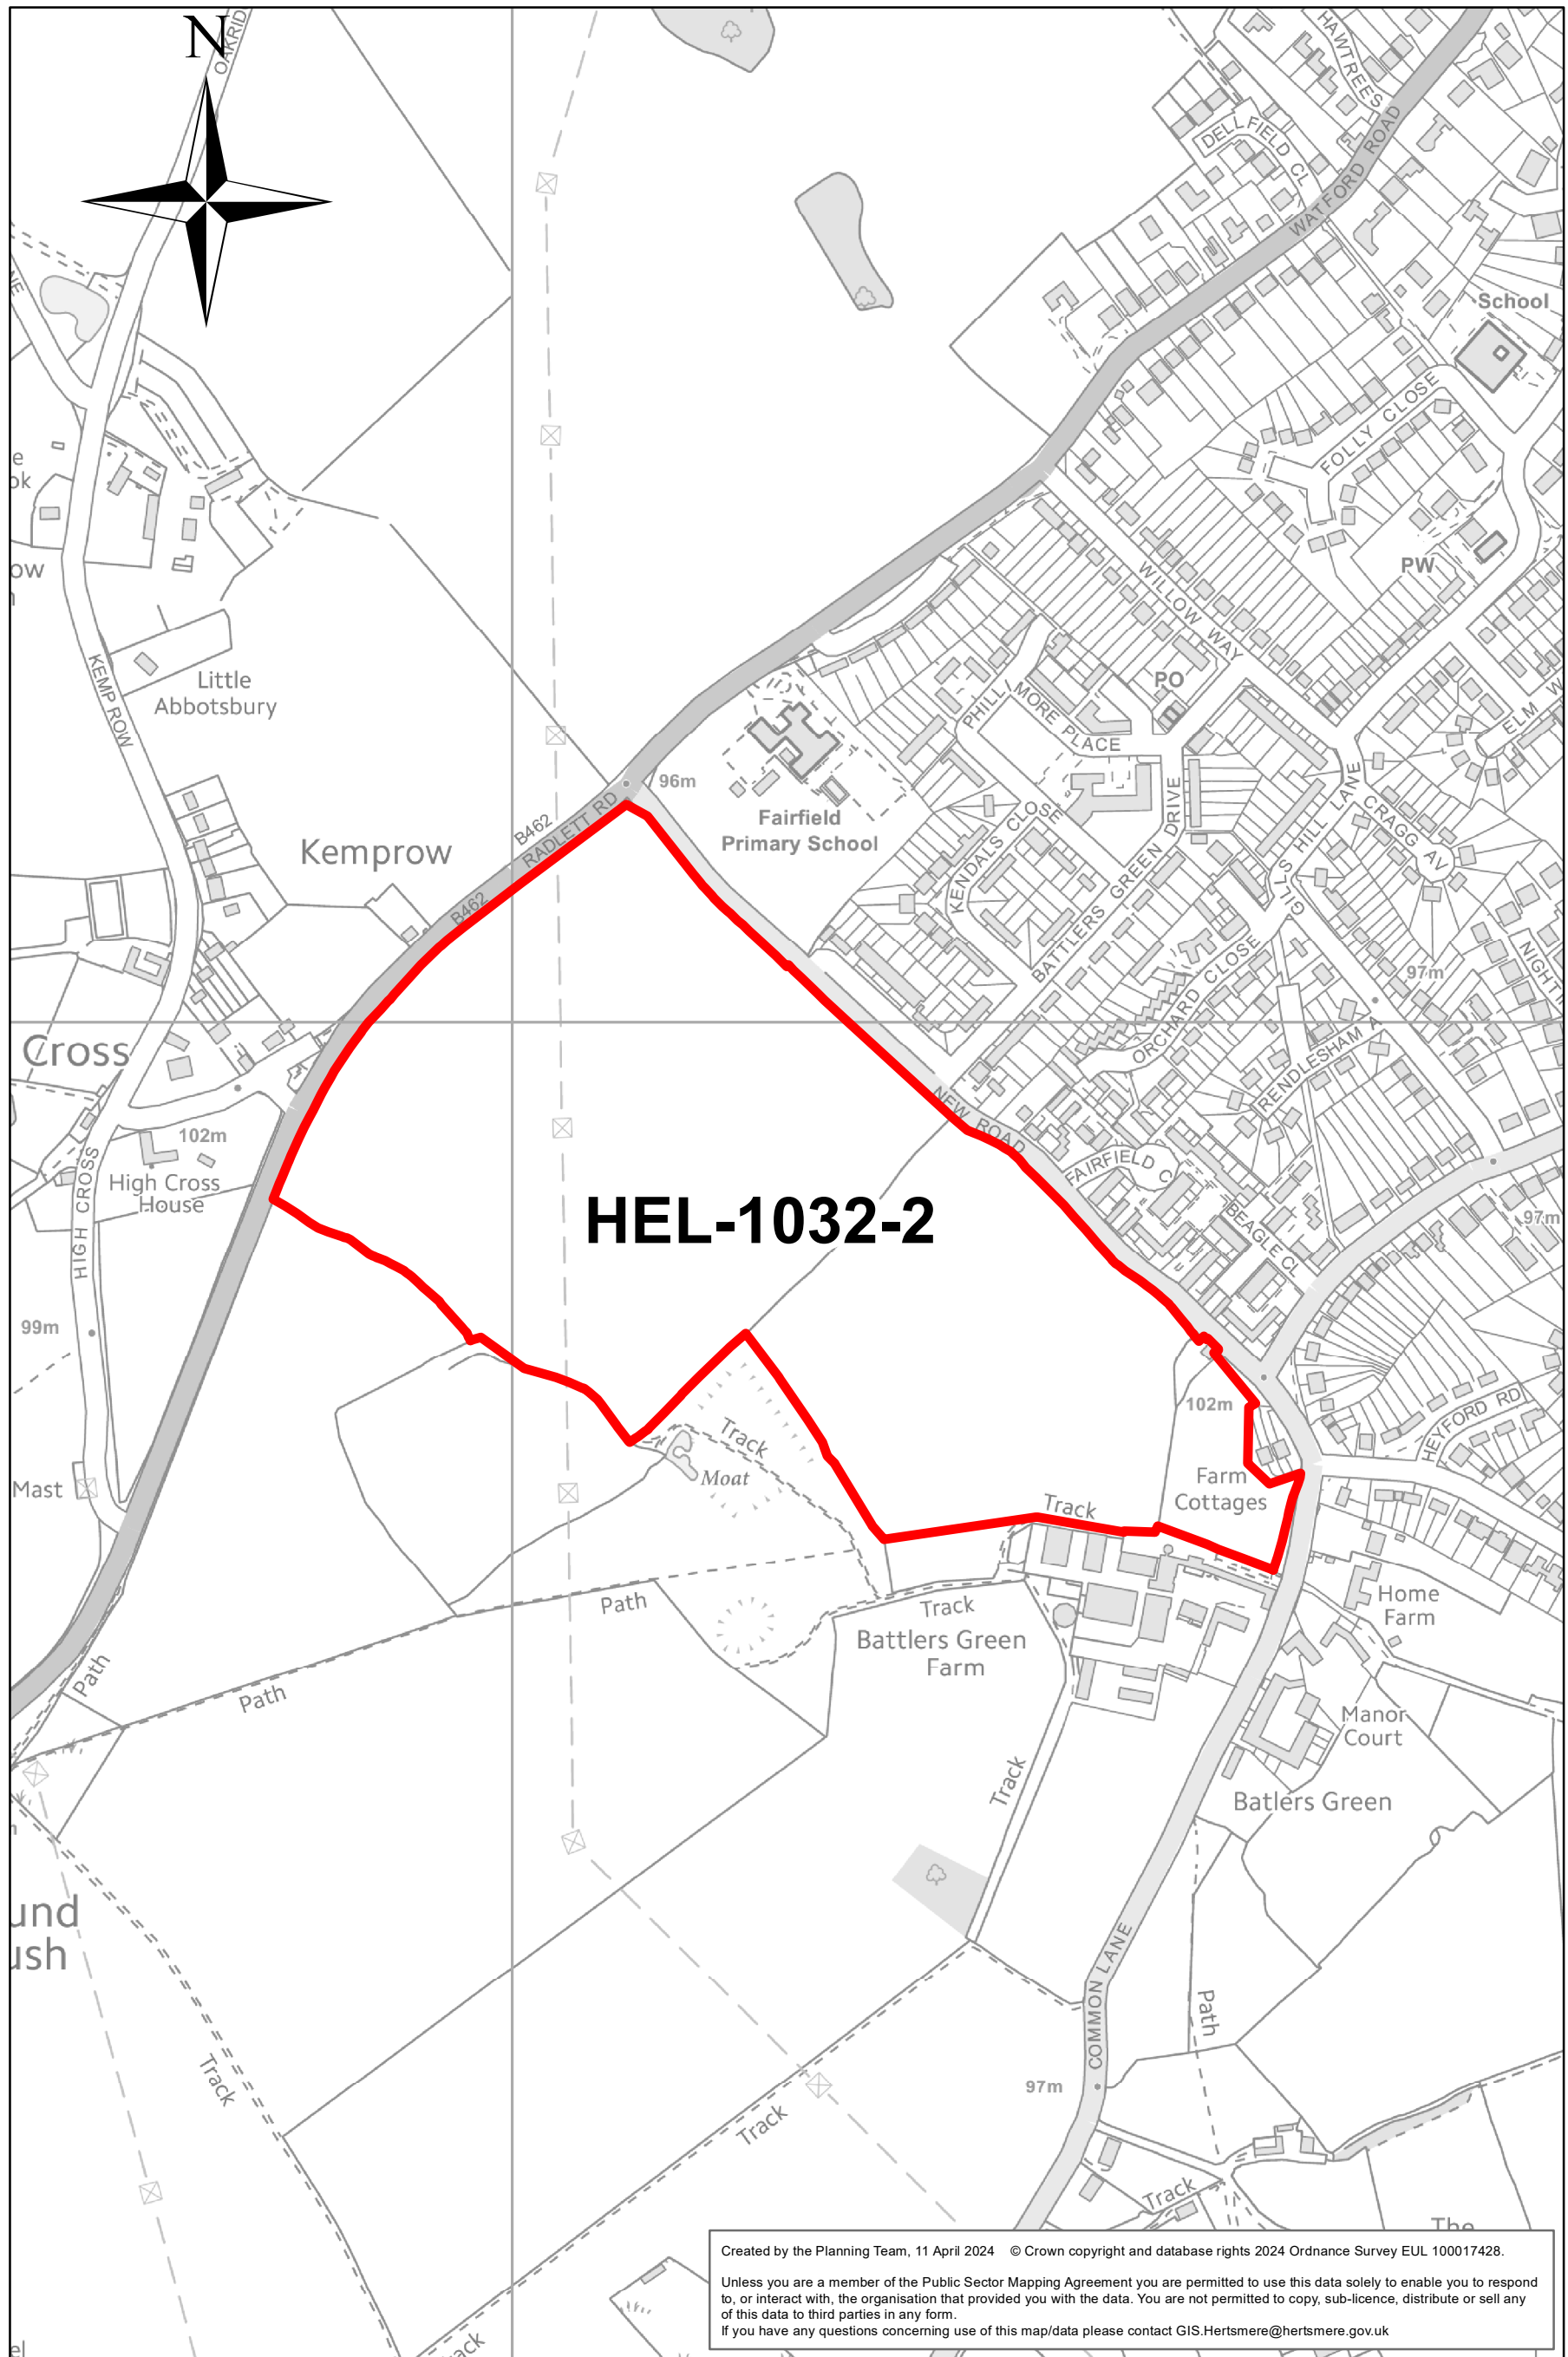 N
OAKRID
HAWTREES
DELLFIELD CL
WATFORD ROAD
School
FOLLY CLOSE
PW
WILLOW WAY
PO
PHILLIMORE PLACE
ELM
W
KEMP ROW
Little
Abbotsbury
ow
96m
B462
RADLETT RD
B462
Fairfield
Primary School
Kemprow
KENDALS CLOSE
BATTLERS GREEN DRIVE
GILLS HILL LANE
CRAGG AV
ORCHARD CLOSE
97m
NIGHT
RENDLESHAM A
Cross
NEW ROAD
102m
High Cross
House
HIGH CROSS
FAIRFIELD C
BEAGLE CL
97m
HEL-1032-2
99m
102m
HEYFORD RD
Track
Moat
Mast
Farm
Cottages
Track
Home
Farm
Path
Track
Battlers Green
Farm
Path
Path
Manor
Court
Track
Batlers Green
und
ush
COMMON LANE
Path
97m
Track
Track
Track
The
ck
el
Created by the Planning Team, 11 April 2024 © Crown copyright and database rights 2024 Ordnance Survey EUL 100017428.
Unless you are a member of the Public Sector Mapping Agreement you are permitted to use this data solely to enable you to respond
to, or interact with, the organisation that provided you with the data. You are not permitted to copy, sub-licence, distribute or sell any
of this data to third parties in any form.
If you have any questions concerning use of this map/data please contact GIS.Hertsmere@hertsmere.gov.uk